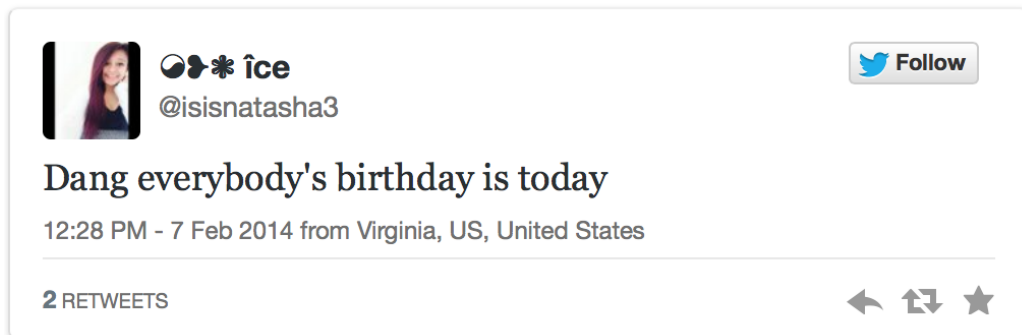 ☯❥❃ îce
Follow
@isisnatasha3
Dang everybody's birthday is today
12:28 PM - 7 Feb 2014 from Virginia, US, United States
2 RETWEETS